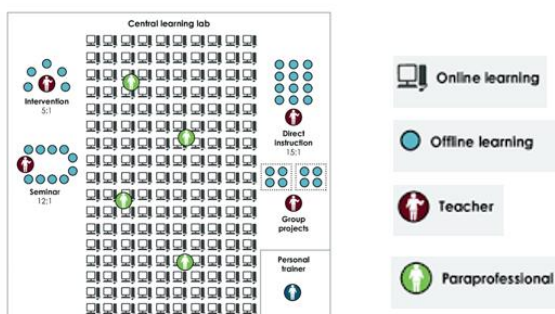 Central learning lab
Intervention
5:1
Seminar
12:1
Direct
instruction
15:1
Group
projects
Personal
trainer
Online learning
Offline learning
Teacher
Paraprofessional